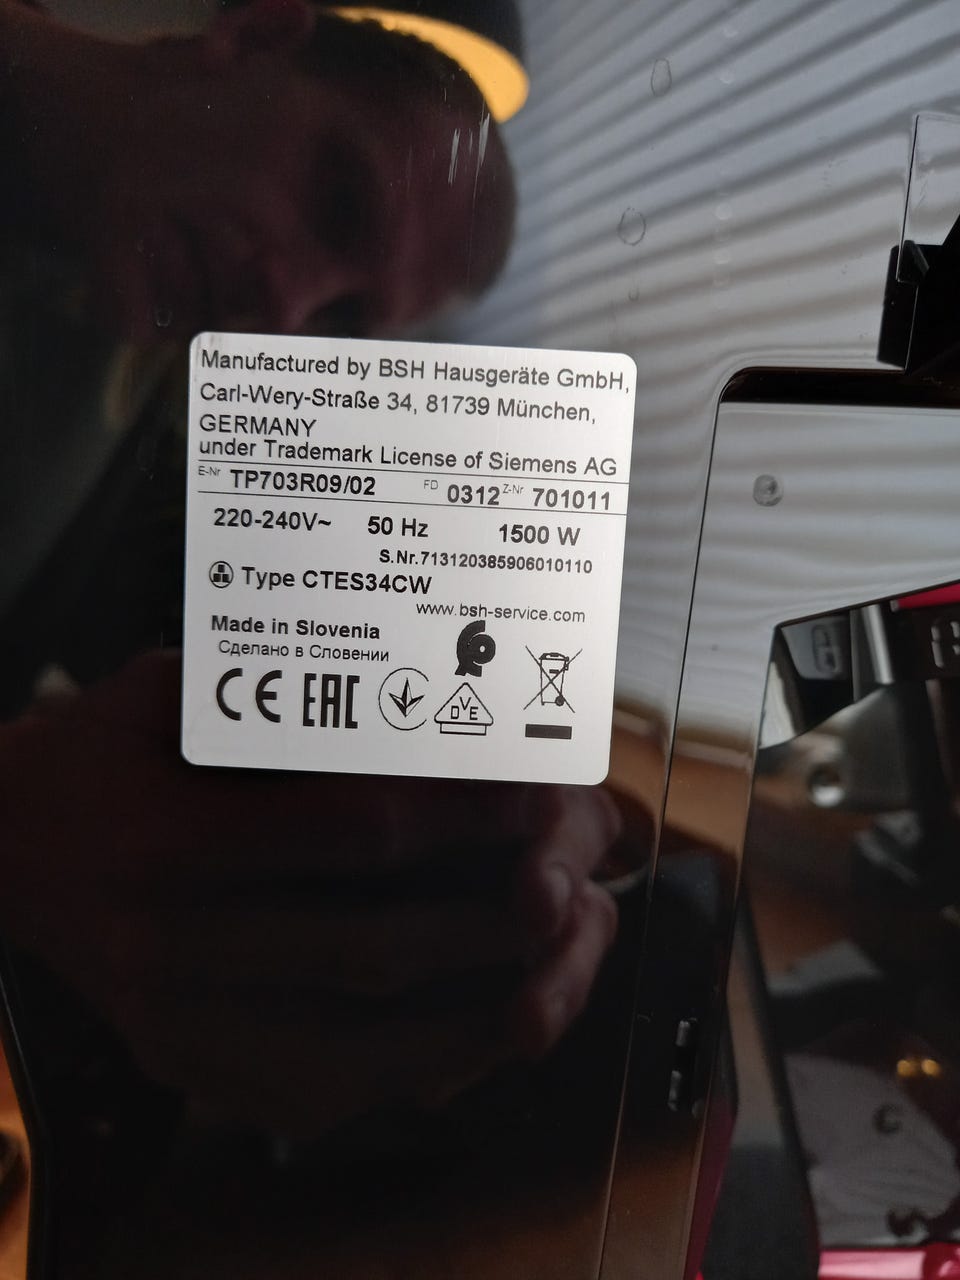 Manufactured by BSH Hausgeräte GmbH,
Carl-Wery-Straße 34, 81739 München,
GERMANY
under Trademark License of Siemens AG
E-Nr TP703R09/02 FD 0312 Z-Nr 701011
220-240V~ 50 Hz 1500 W
S.Nr.713120385906010110
Type CTES34CW
www.bsh-service.com
Made in Slovenia
Сделано в Словении
CE EAC DVE